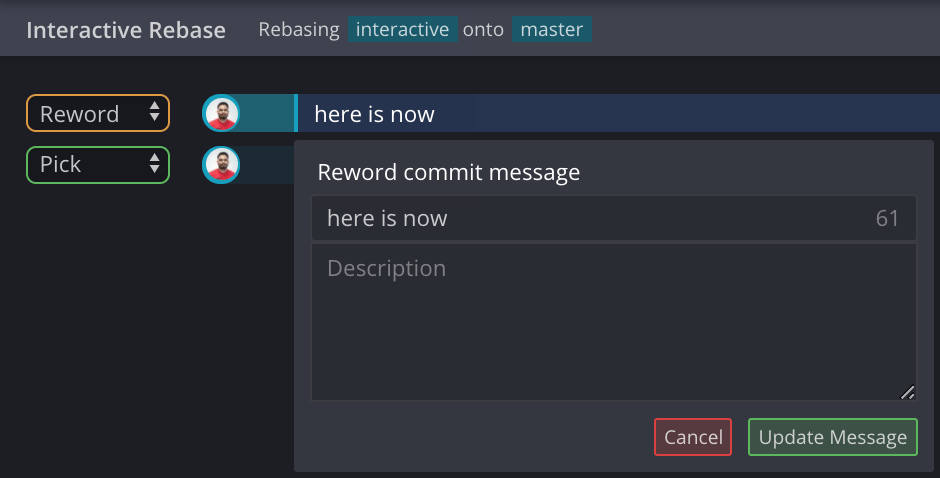 Interactive Rebase Rebasing interactive onto master
Reword here is now
Pick
Reword commit message
here is now 61
Description
Cancel Update Message